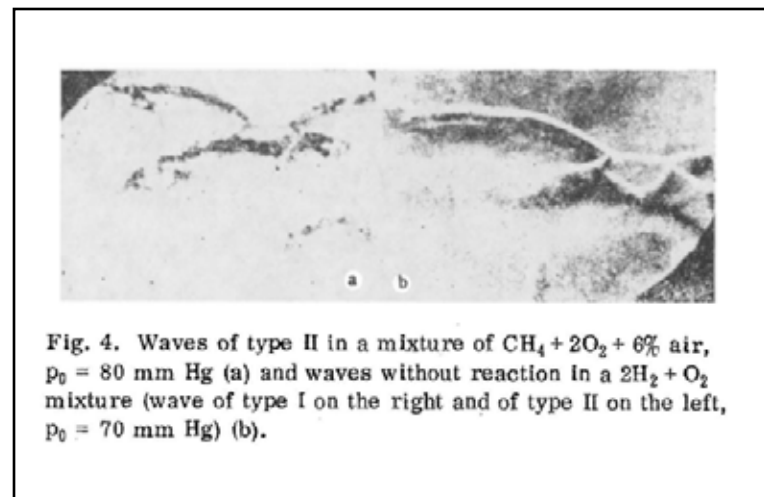 a b
Fig. 4. Waves of type II in a mixture of CH₄ + 2O₂ + 6% air,
p₀ = 80 mm Hg (a) and waves without reaction in a 2H₂ + O₂
mixture (wave of type I on the right and of type II on the left,
p₀ = 70 mm Hg) (b).